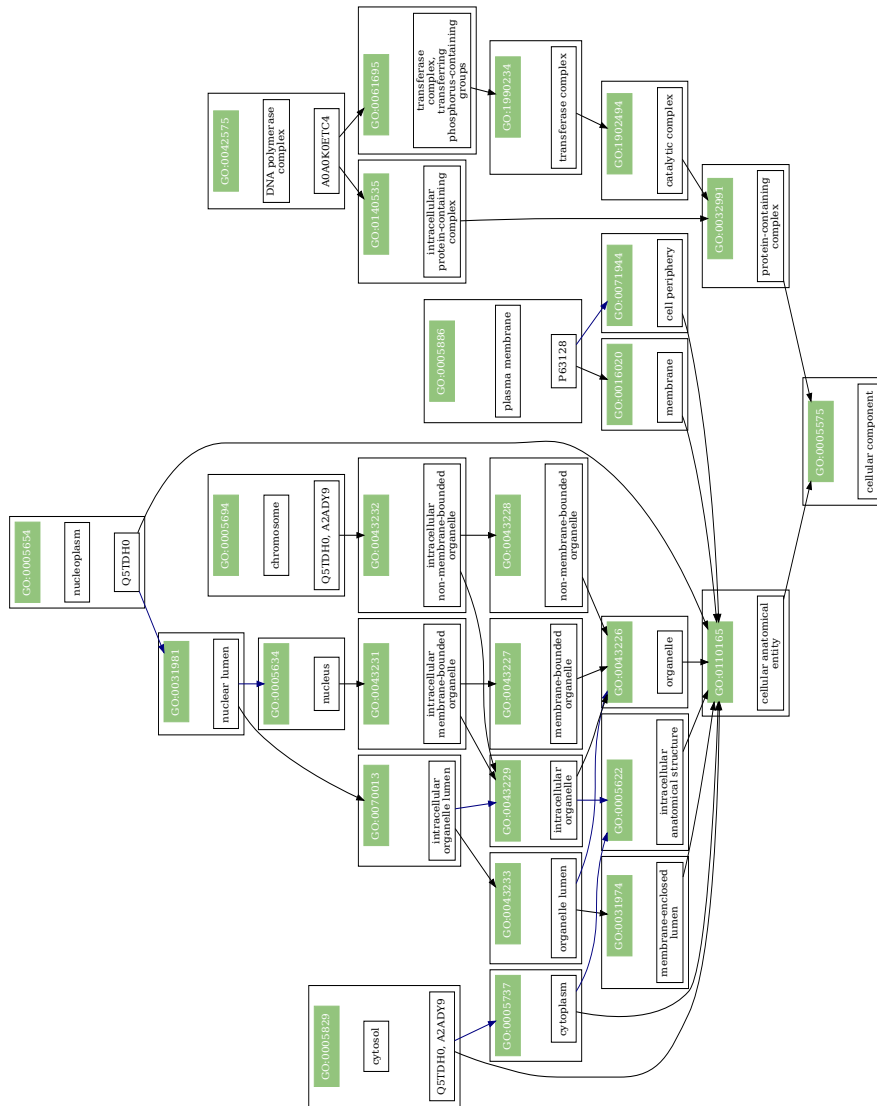 GO:0005654
nucleoplasm
Q5TDH0
GO:0031981
nuclear lumen
GO:0042575
DNA polymerase
complex
A0A0K0ETC4
GO:0005694
chromosome
Q5TDH0, A2ADY9
GO:0005634
nucleus
GO:0005829
cytosol
Q5TDH0, A2ADY9
GO:0070013
intracellular
organelle lumen
GO:0043231
intracellular
membrane-bounded
organelle
GO:0043232
intracellular
non-membrane-bounded
organelle
GO:0140535
intracellular
protein-containing
complex
GO:0061695
transferase
complex,
transferring
phosphorus-containing
groups
GO:0005886
plasma membrane
P63128
GO:0005737
cytoplasm
GO:0043233
organelle lumen
GO:0043229
intracellular
organelle
GO:0043227
membrane-bounded
organelle
GO:0043228
non-membrane-bounded
organelle
GO:1990234
transferase complex
GO:0031974
membrane-enclosed
lumen
GO:0005622
intracellular
anatomical structure
GO:0043226
organelle
GO:0016020
membrane
GO:0071944
cell periphery
GO:1902494
catalytic complex
GO:0110165
cellular anatomical
entity
GO:0032991
protein-containing
complex
GO:0005575
cellular component